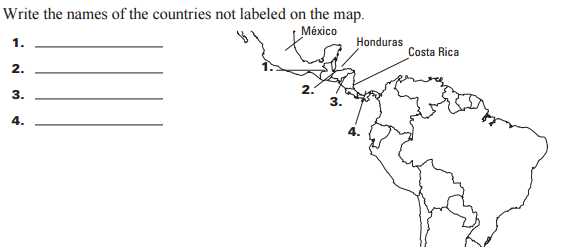 Write the names of the countries not labeled on the map.
1.
2.
3.
4.
México
Honduras
Costa Rica
1.
2.
3.
4.